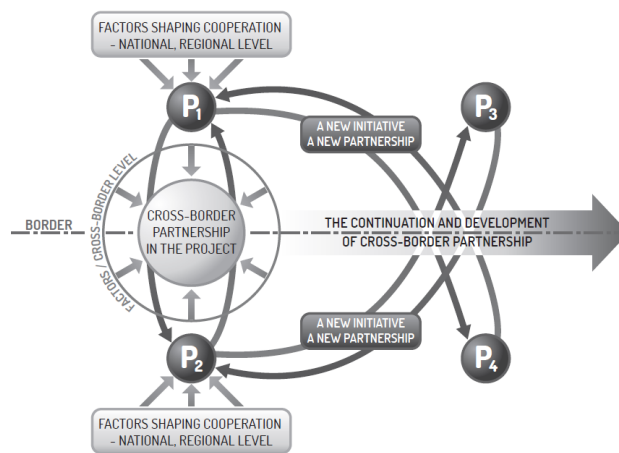 FACTORS SHAPING COOPERATION
- NATIONAL, REGIONAL LEVEL
P1
P3
A NEW INITIATIVE
A NEW PARTNERSHIP
FACTORS / CROSS-BORDER LEVEL
BORDER
CROSS-BORDER
PARTNERSHIP
IN THE PROJECT
THE CONTINUATION AND DEVELOPMENT
OF CROSS-BORDER PARTNERSHIP
A NEW INITIATIVE
A NEW PARTNERSHIP
P2
P4
FACTORS SHAPING COOPERATION
- NATIONAL, REGIONAL LEVEL